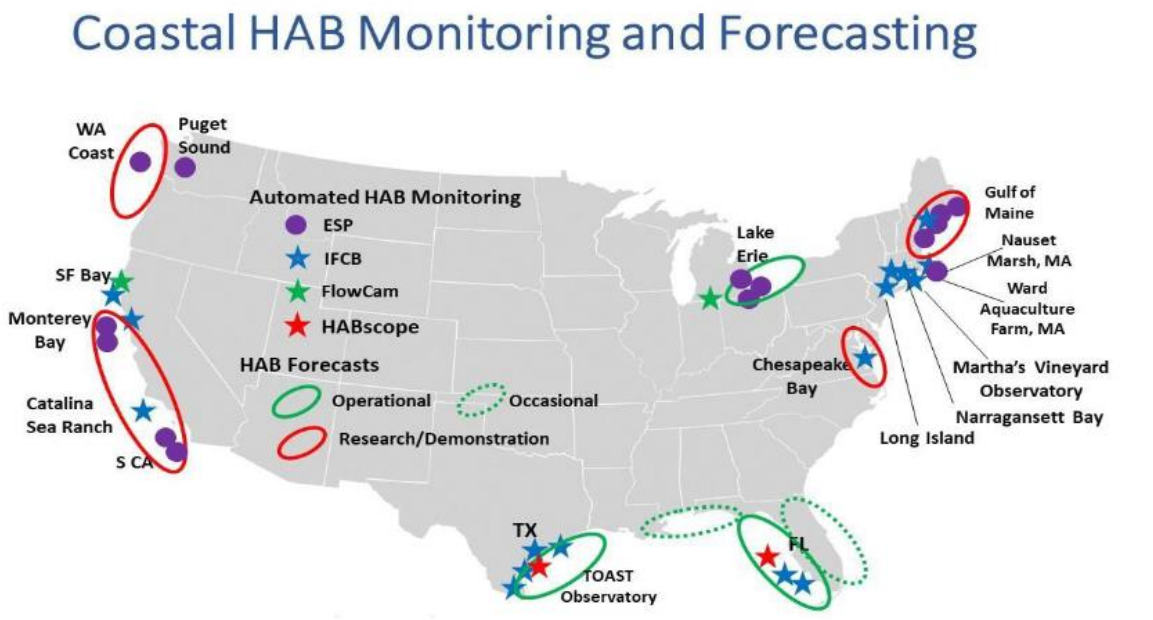 Coastal HAB Monitoring and Forecasting
WA
Coast
Puget
Sound
Automated HAB Monitoring
ESP
IFCB
FlowCam
HABscope
HAB Forecasts
Operational
Occasional
Research/Demonstration
SF Bay
Monterey
Bay
Catalina
Sea Ranch
S CA
Lake
Erie
Gulf of
Maine
Nauset
Marsh, MA
Ward
Aquaculture
Farm, MA
Martha's Vineyard
Observatory
Narragansett Bay
Long Island
Chesapeake
Bay
TX
TOAST
Observatory
FL